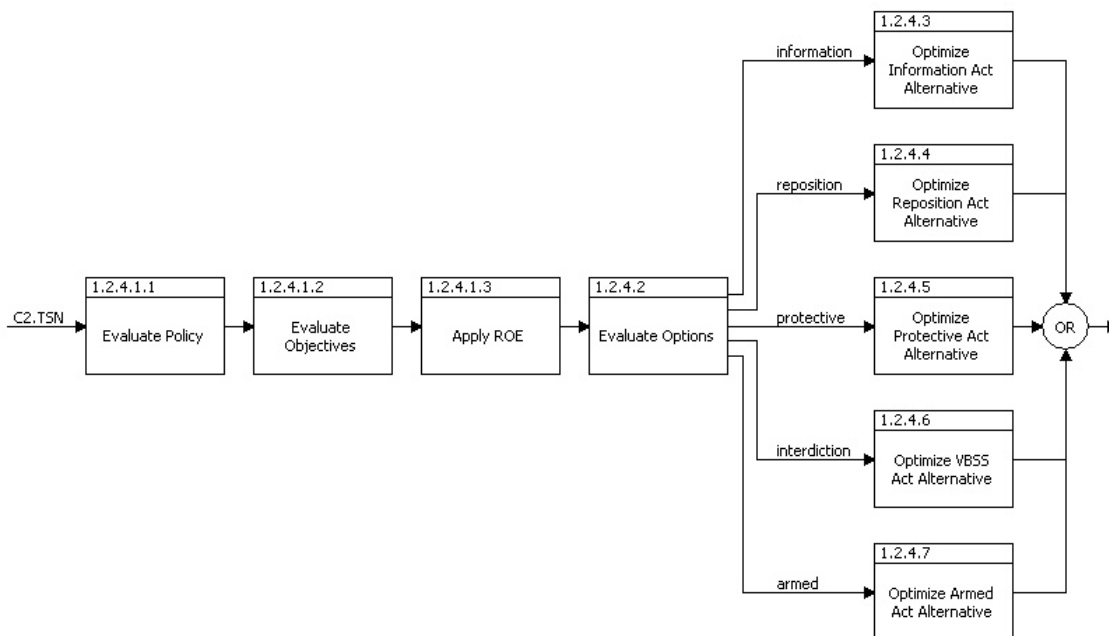 1.2.4.3
information
Optimize
Information Act
Alternative
1.2.4.4
reposition
Optimize
Reposition Act
Alternative
C2.TSN
1.2.4.1.1
Evaluate Policy
1.2.4.1.2
Evaluate
Objectives
1.2.4.1.3
Apply ROE
1.2.4.2
Evaluate Options
protective
1.2.4.5
Optimize
Protective Act
Alternative
OR
interdiction
1.2.4.6
Optimize VBSS
Act Alternative
armed
1.2.4.7
Optimize Armed
Act Alternative